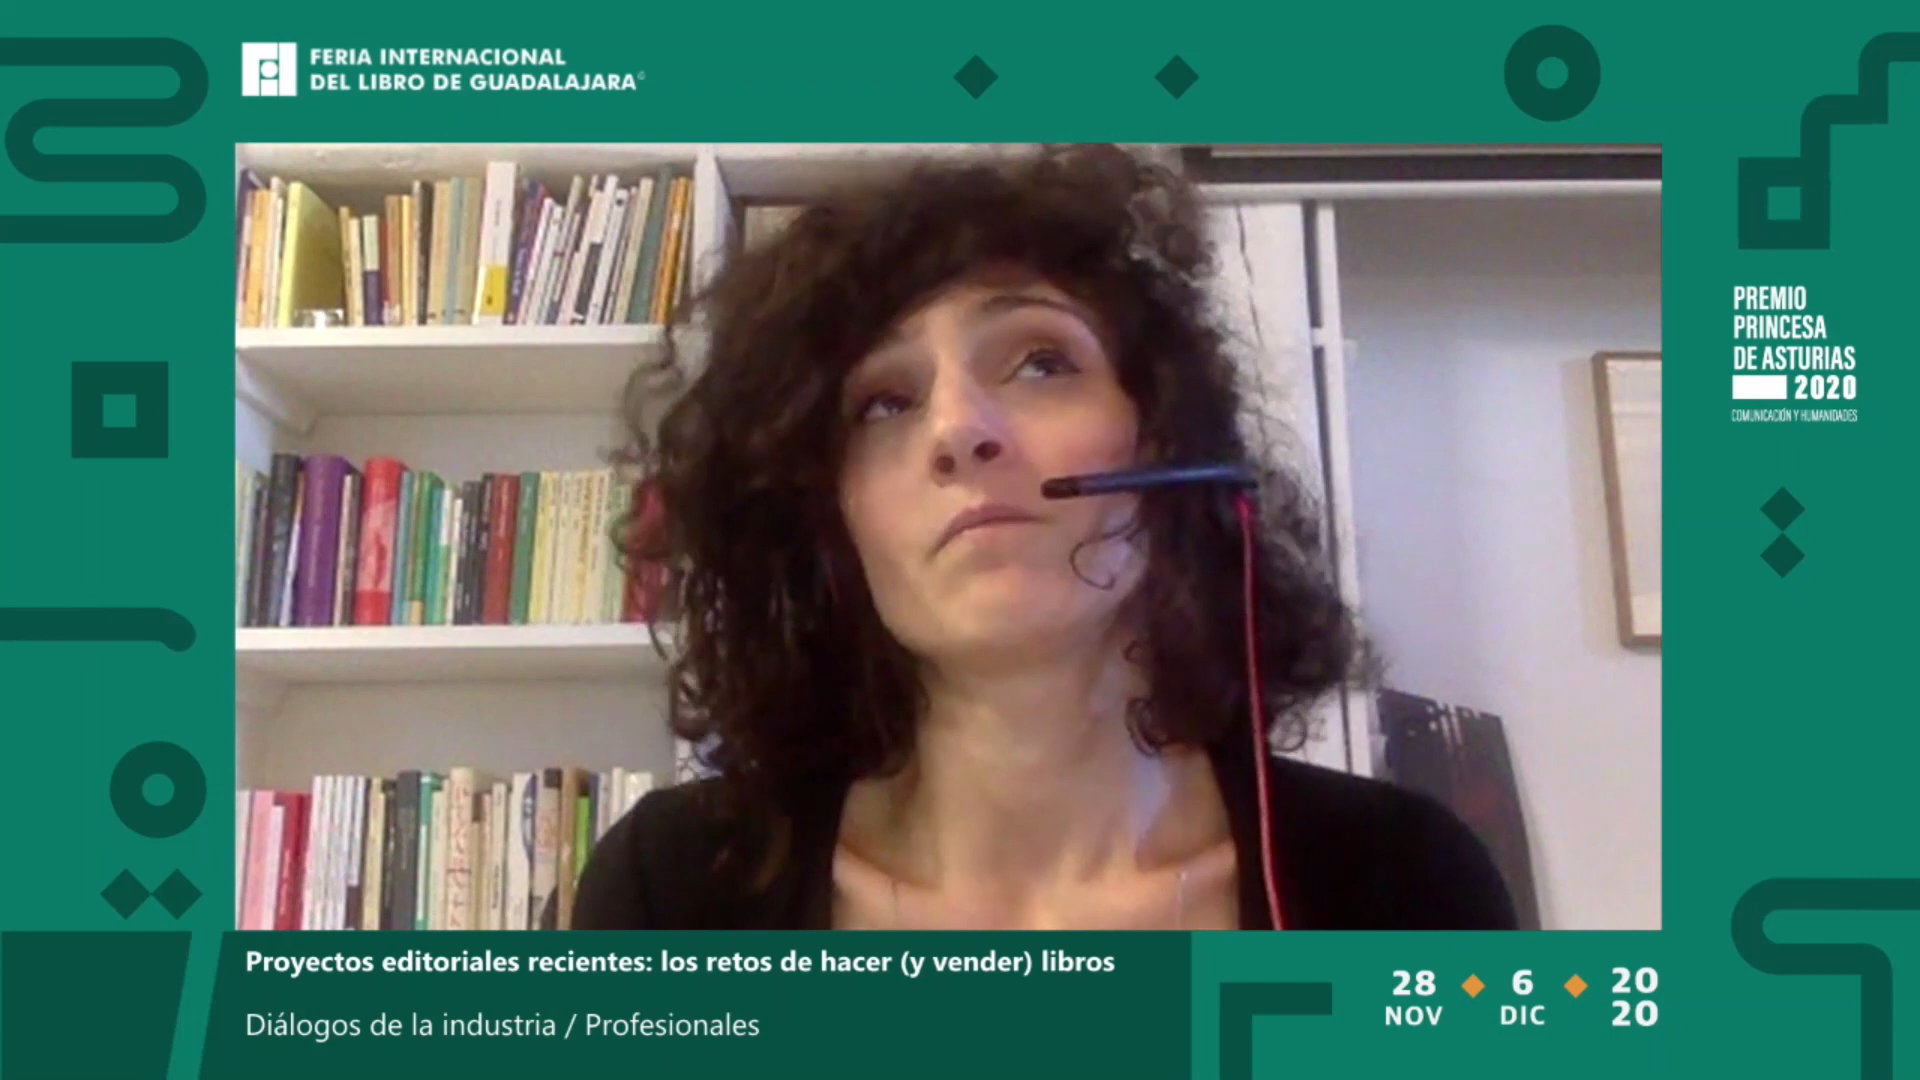 FERIA INTERNACIONAL
DEL LIBRO DE GUADALAJARA
PREMIO
PRINCESA
DE ASTURIAS
2020
COMUNICACIÓN Y HUMANIDADES
Proyectos editoriales recientes: los retos de hacer (y vender) libros
Diálogos de la industria / Profesionales
28 ◆ 6 ◆ 20
NOV DIC 20